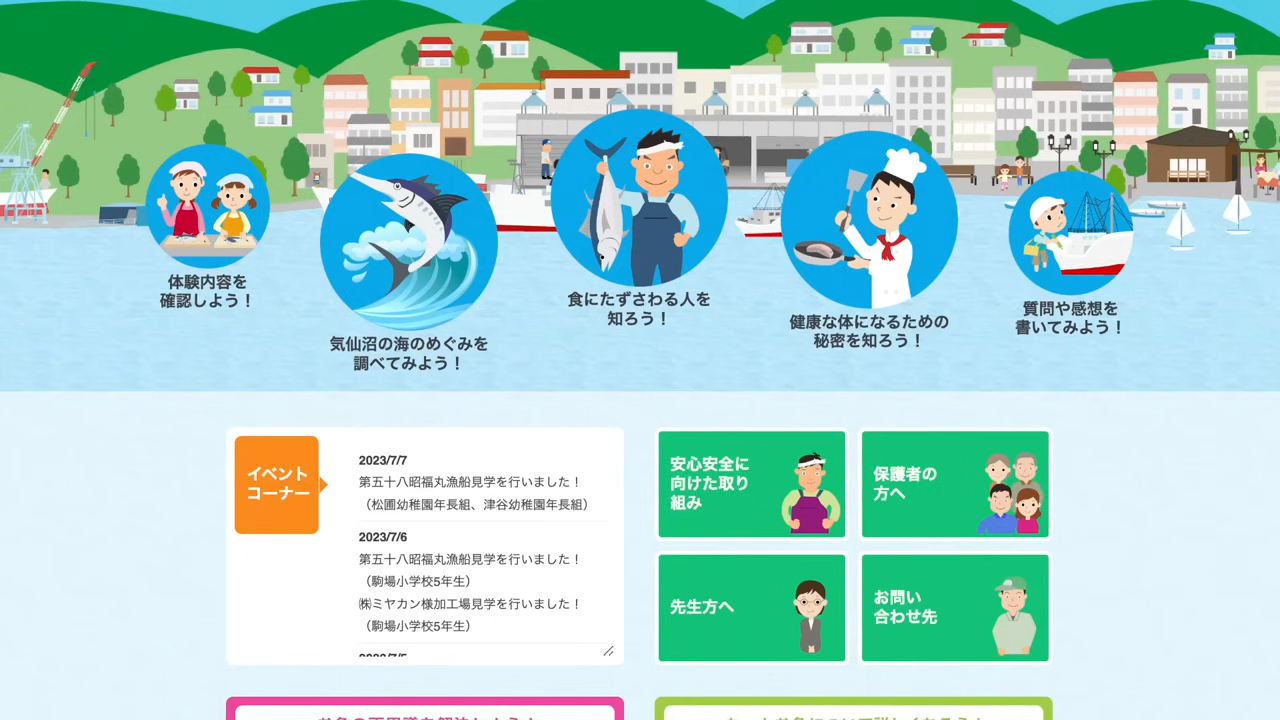 体験内容を
確認しよう！
気仙沼の海のめぐみを
調べてみよう！
食にたずさわる人を
知ろう！
健康な体になるための
秘密を知ろう！
質問や感想を
書いてみよう！
イベント
コーナー
2023/7/7
第五十八昭福丸漁船見学を行いました！
（松圃幼稚園年長組、津谷幼稚園年長組）
2023/7/6
第五十八昭福丸漁船見学を行いました！
（駒場小学校5年生）
㈱ミヤカン様加工場見学を行いました！
（駒場小学校5年生）
安心安全に
向けた取り
組み
保護者の
方へ
先生方へ
お問い
合わせ先